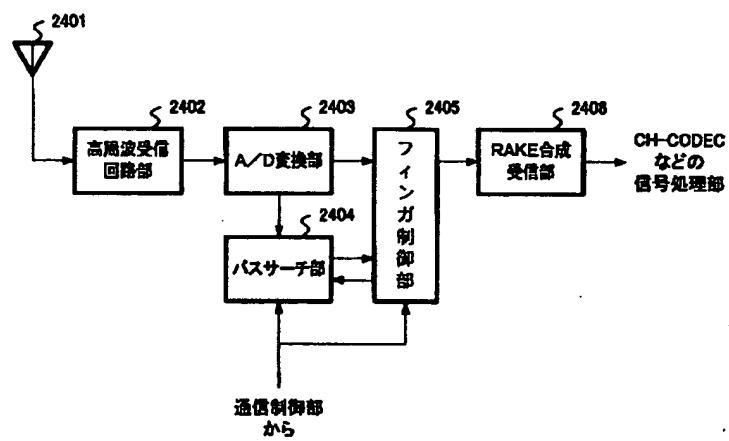 2401
2402
2403
2405
2406
高周波受信
回路部
A/D変換部
フィンガ制御部
RAKE合成
受信部
CH-CODEC
などの
信号処理部
2404
パスサーチ部
通信制御部
から